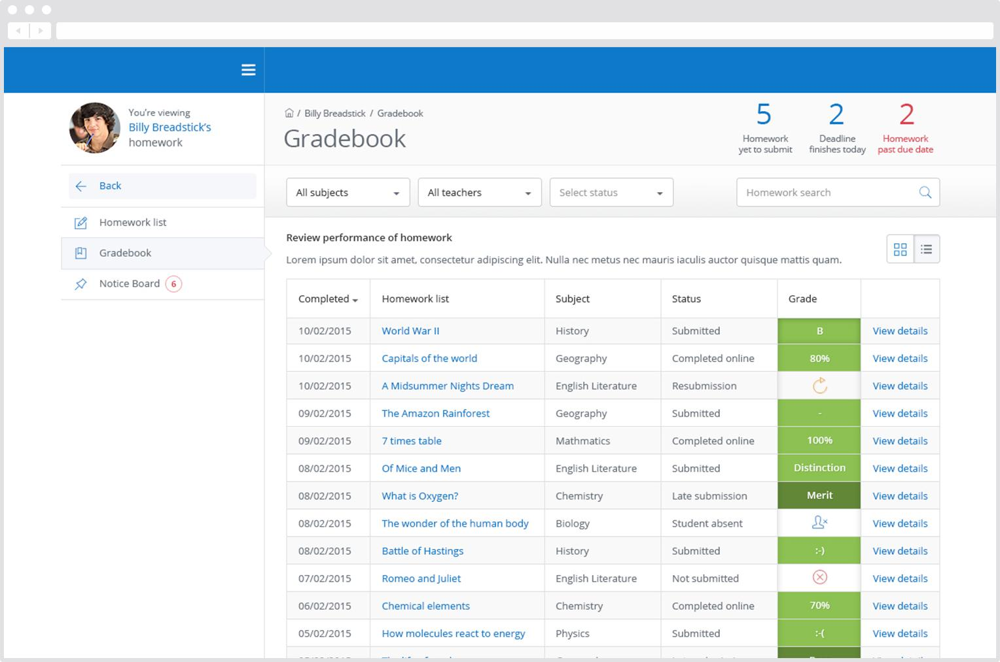 You're viewing
Billy Breadstick's
homework
Back
Homework list
Gradebook
Notice Board 6
/ Billy Breadstick / Gradebook
Gradebook
5 2 2
Homework Deadline Homework
yet to submit finishes today past due date
All subjects All teachers Select status Homework search
Review performance of homework
Lorem ipsum dolor sit amet, consectetur adipiscing elit. Nulla nec metus nec mauris iaculis auctor quisque mattis quam.
Completed Homework list Subject Status Grade
10/02/2015 World War II History Submitted B View details
10/02/2015 Capitals of the world Geography Completed online 80% View details
10/02/2015 A Midsummer Nights Dream English Literature Resubmission View details
09/02/2015 The Amazon Rainforest Geography Submitted - View details
09/02/2015 7 times table Mathmatics Completed online 100% View details
08/02/2015 Of Mice and Men English Literature Submitted Distinction View details
08/02/2015 What is Oxygen? Chemistry Late submission Merit View details
08/02/2015 The wonder of the human body Biology Student absent View details
08/02/2015 Battle of Hastings History Submitted :-) View details
07/02/2015 Romeo and Juliet English Literature Not submitted View details
06/02/2015 Chemical elements Chemistry Completed online 70% View details
05/02/2015 How molecules react to energy Physics Submitted :-( View details